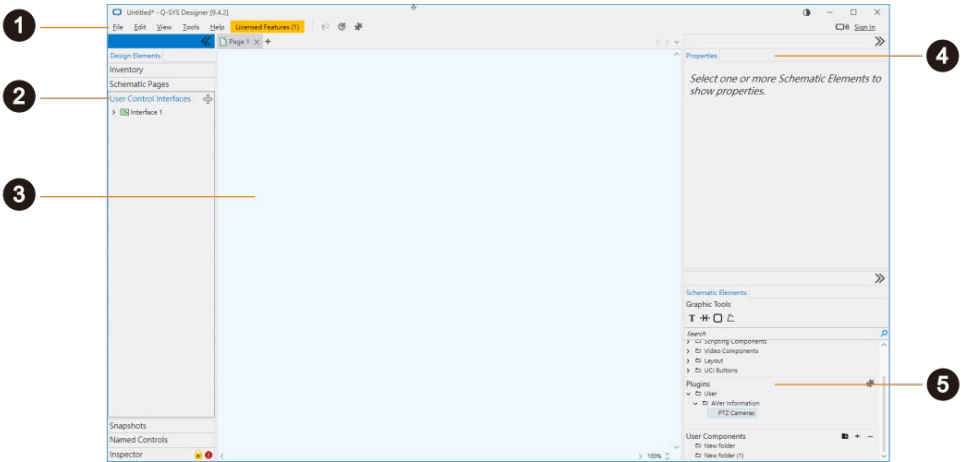 Untitled* - Q-SYS Designer [9.4.2]
1
File Edit View Tools Help Licensed Features (1) Sign In
Page 1
Design Elements
Properties
4
Inventory
Schematic Pages
Select one or more Schematic Elements to
show properties.
2
User Control Interfaces
Interface 1
3
Schematic Elements
Graphic Tools
T
Search
Scripting Components
Video Components
Layout
UCI Buttons
Plugins
5
User
AVer Information
PTZ Cameras
Snapshots
Named Controls
User Components
Inspector
New folder
100%
New folder (1)